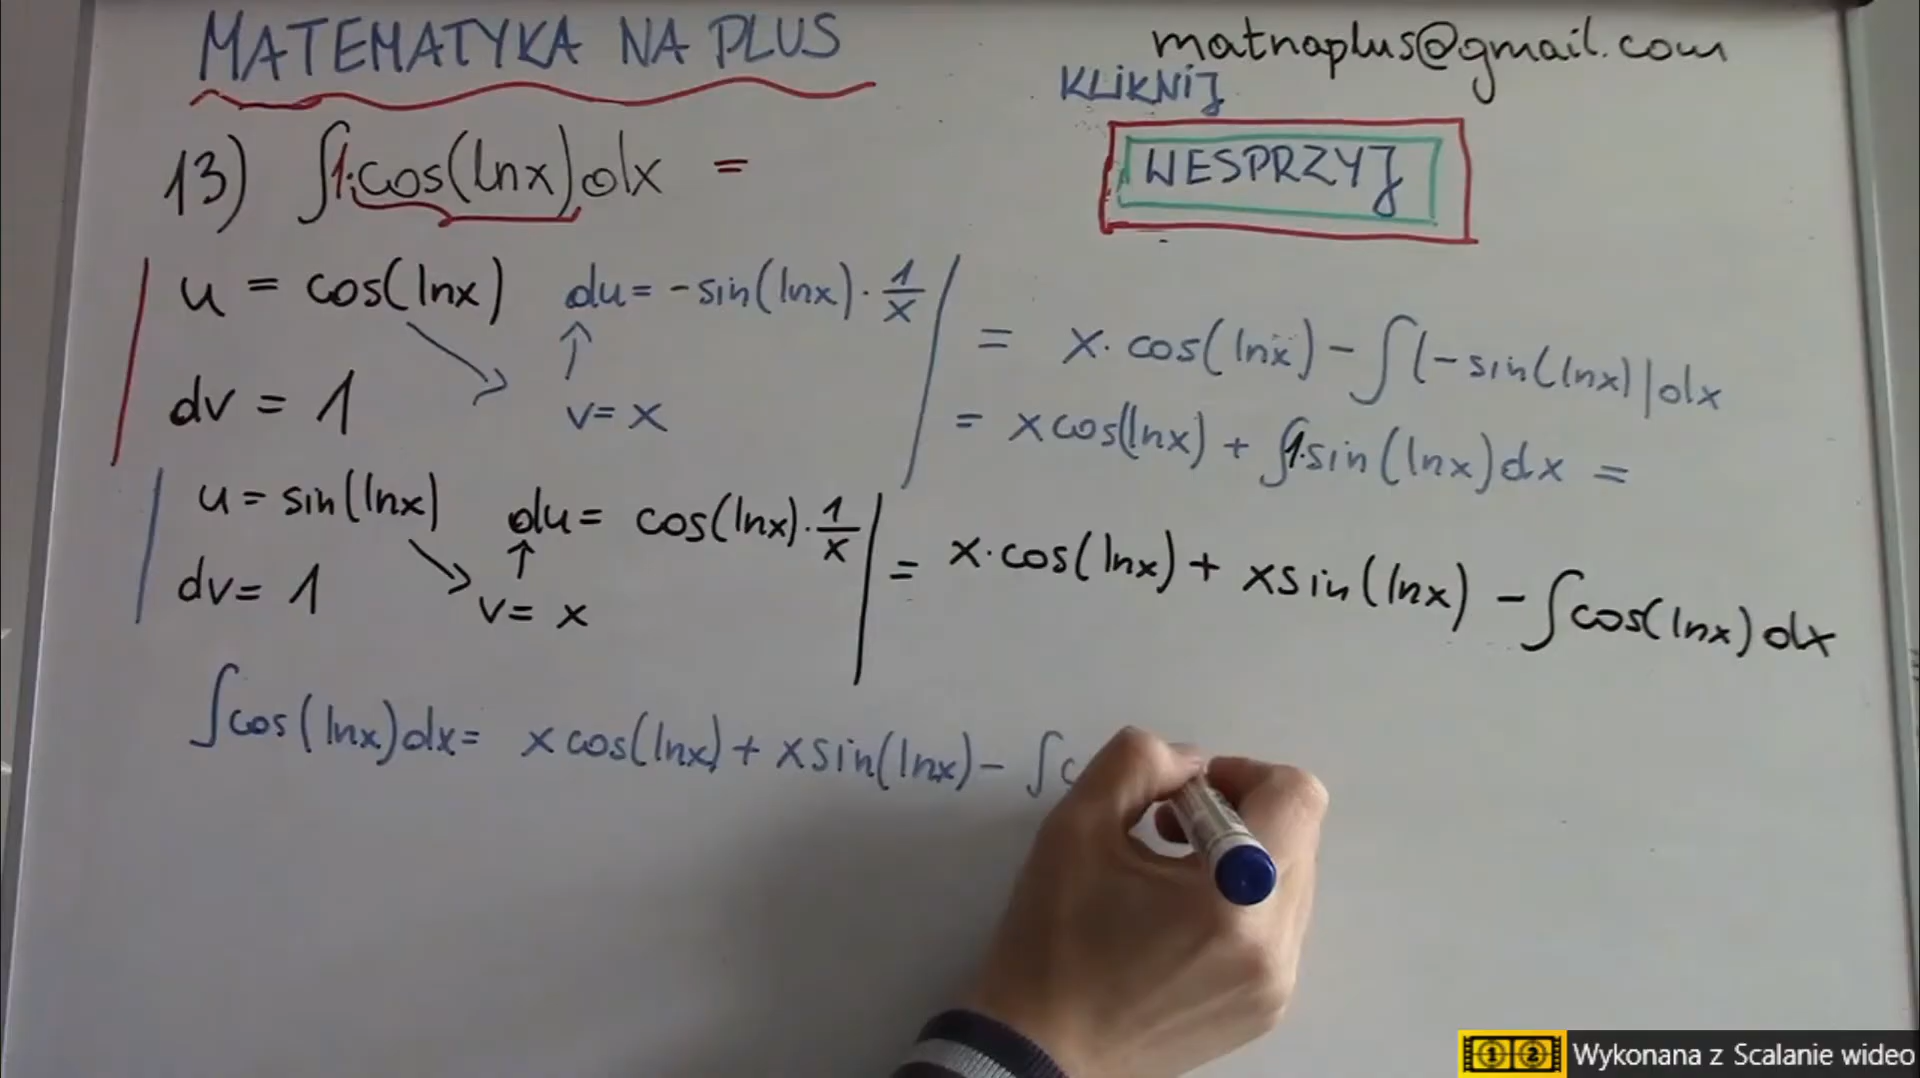 MATEMATYKA NA PLUS
matnaplus@gmail.com
KLIKNIJ
WESPRZYJ
13) ∫1·cos(lnx)dx =
u = cos(lnx) du = -sin(lnx)·1/x
dv = 1 v = x
= x·cos(lnx) - ∫(-sin(lnx)|dx
= xcos(lnx) + ∫1·sin(lnx)dx =
u = sin(lnx) du = cos(lnx)·1/x
dv = 1 v = x
= x·cos(lnx) + xsin(lnx) - ∫cos(lnx)dx
∫cos(lnx)dx = xcos(lnx) + xsin(lnx) - ∫c
1 2 Wykonana z Scalanie wideo